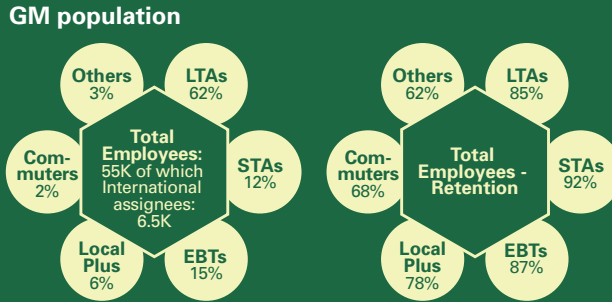 GM population
Others
3%
LTAs
62%
Com-
muters
2%
Total
Employees:
55K of which
International
assignees:
6.5K
STAs
12%
Local
Plus
6%
EBTs
15%
Others
62%
LTAs
85%
Com-
muters
68%
Total
Employees -
Retention
STAs
92%
Local
Plus
78%
EBTs
87%